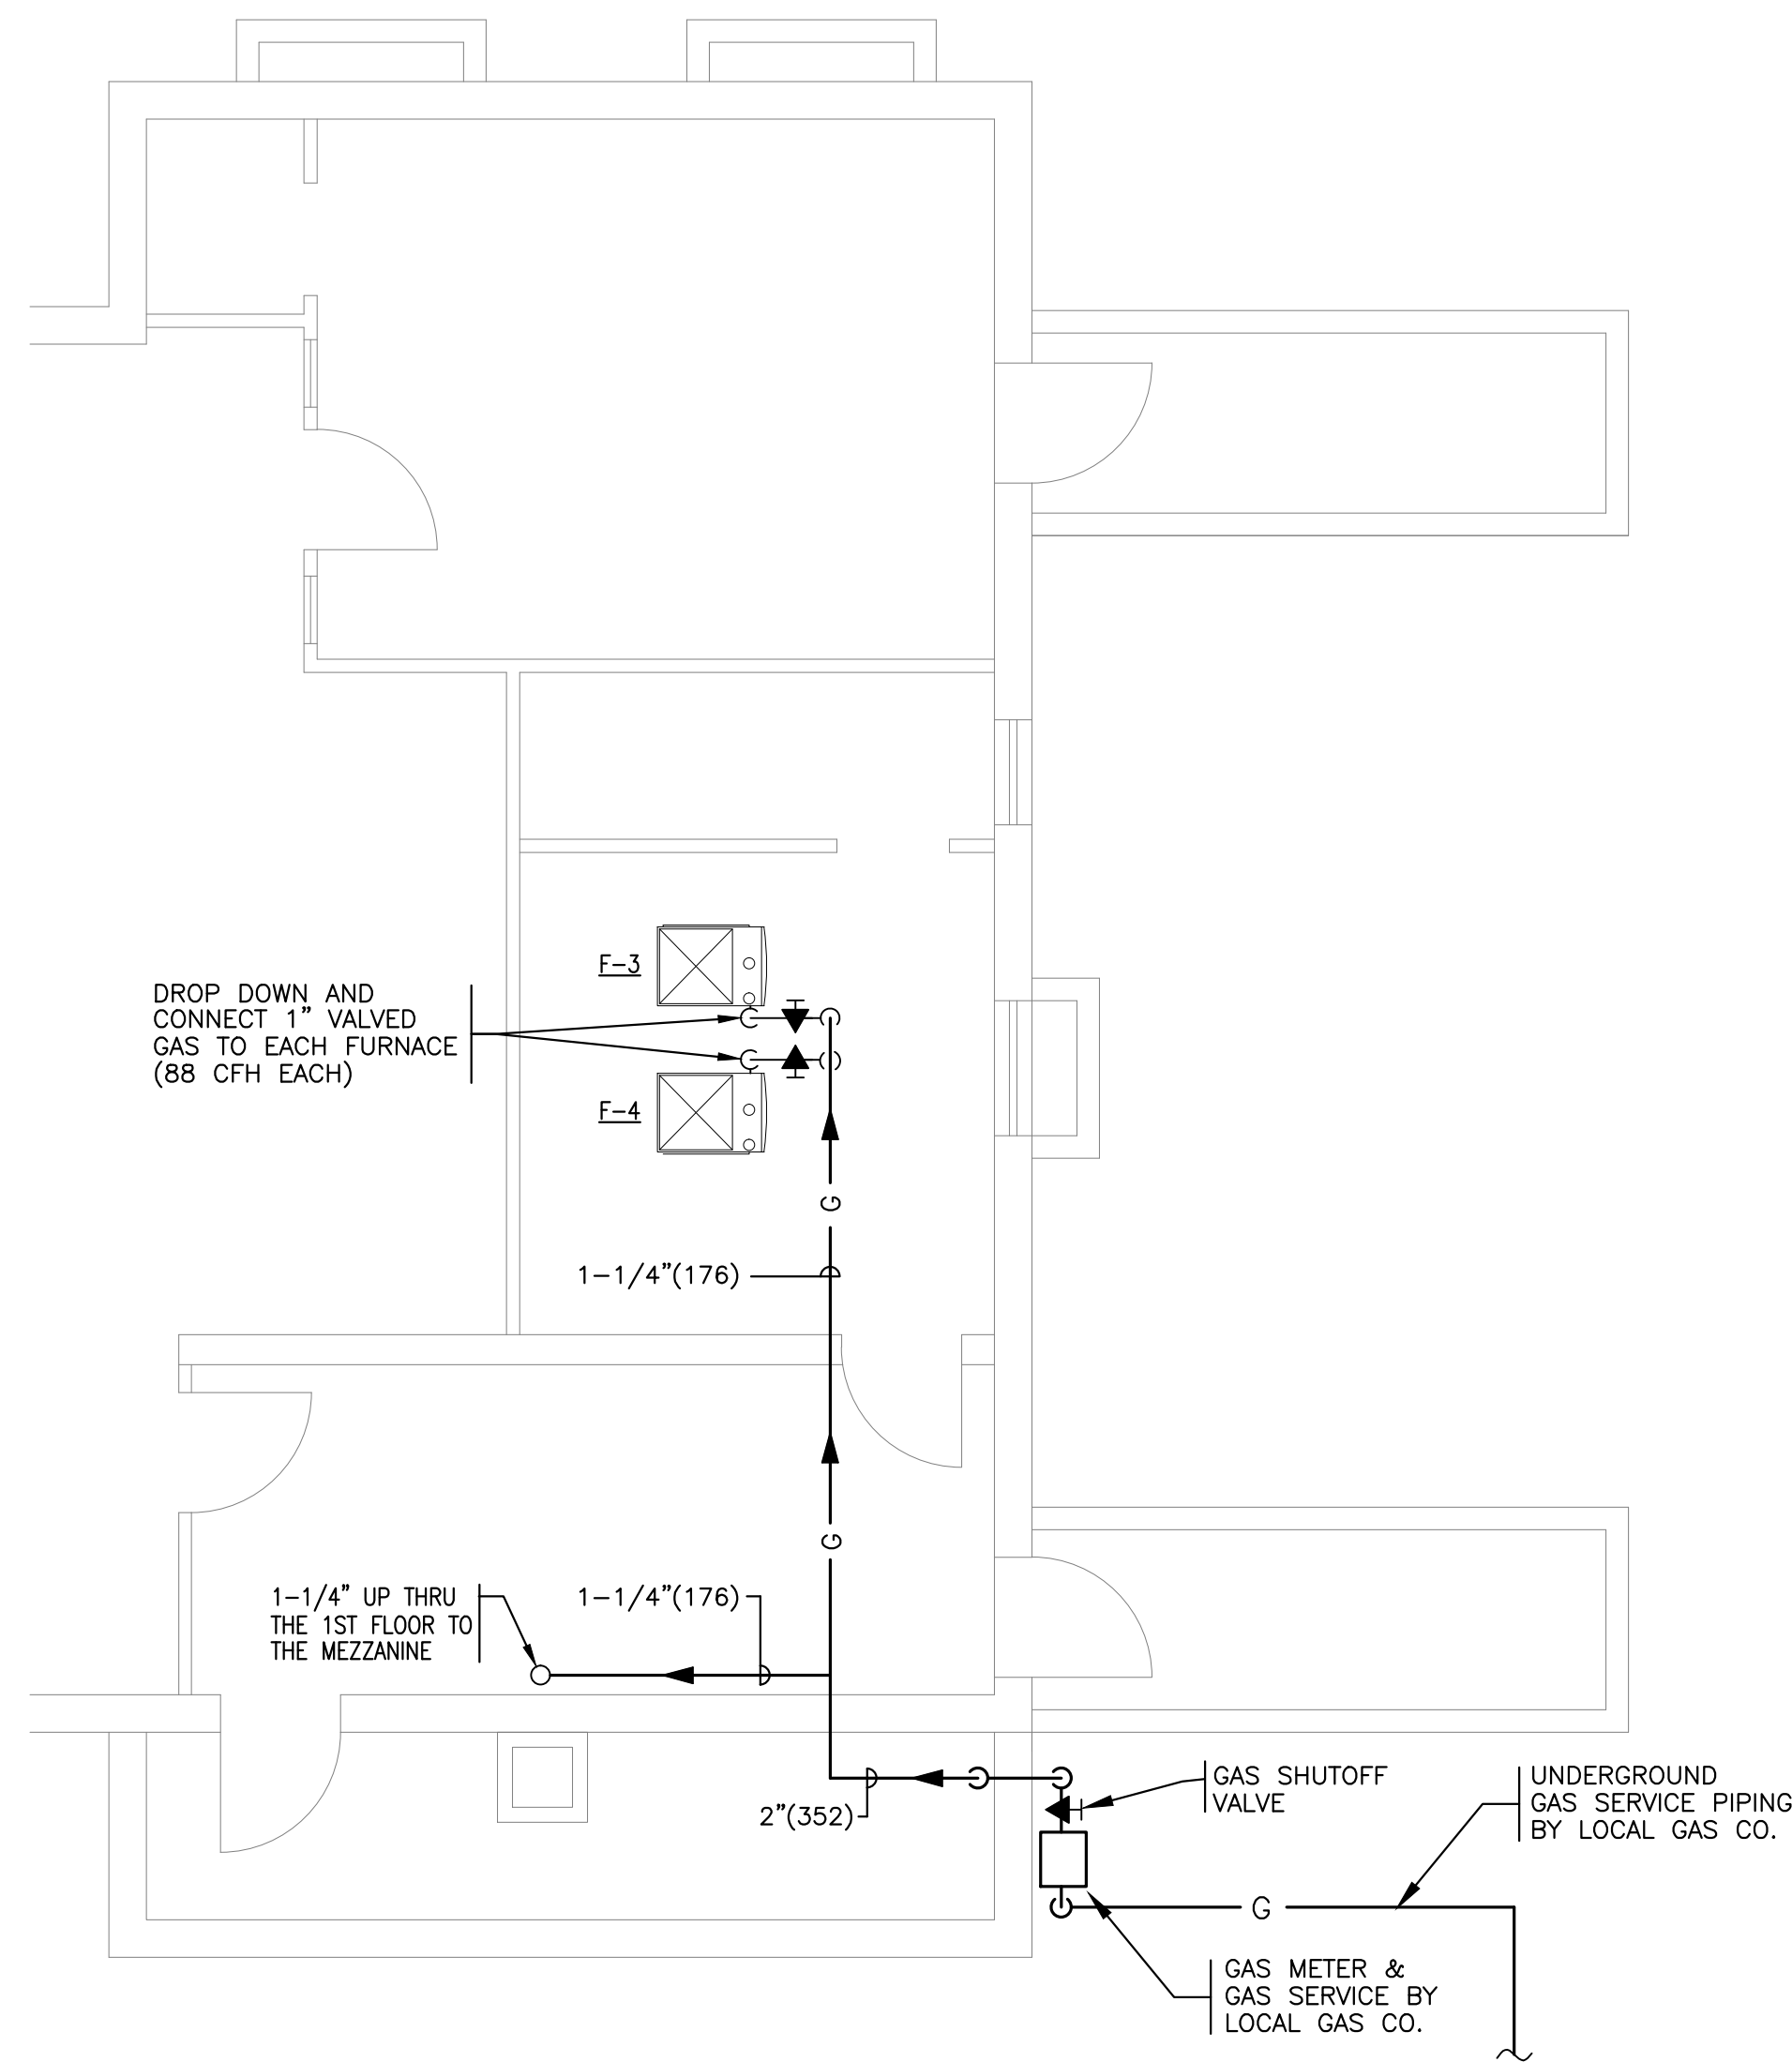 F-3
DROP DOWN AND
CONNECT 1" VALVED
GAS TO EACH FURNACE
(88 CFH EACH)
F-4
G
1-1/4"(176)
G
1-1/4" UP THRU
THE 1ST FLOOR TO
THE MEZZANINE
1-1/4"(176)
2"(352)
GAS SHUTOFF
VALVE
UNDERGROUND
GAS SERVICE PIPING
BY LOCAL GAS CO.
G
GAS METER &
GAS SERVICE BY
LOCAL GAS CO.